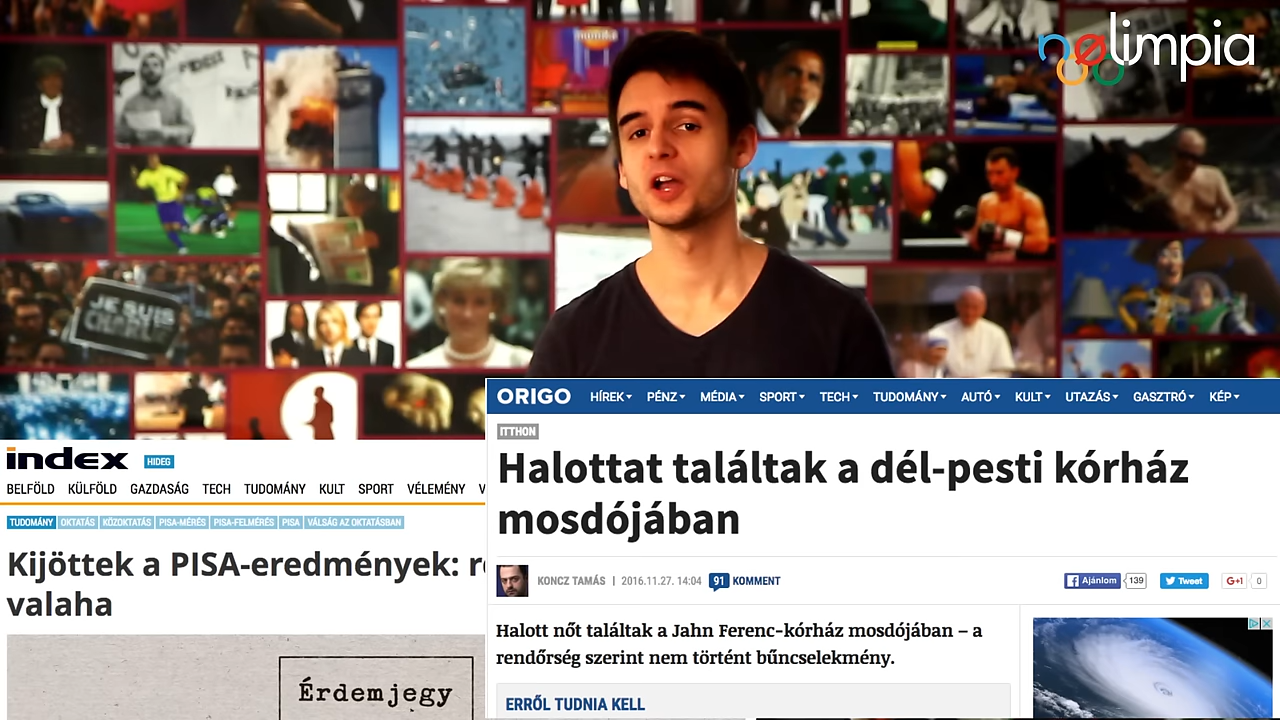 nolimpia
JE SUIS
CHARLIE
ORIGO HÍREK PÉNZ MÉDIA SPORT TECH TUDOMÁNY AUTÓ KULT UTAZÁS GASZTRÓ KÉP
ITTHON
Halottat találtak a dél-pesti kórház
mosdójában
KONCZ TAMÁS | 2016.11.27. 14:04 91 KOMMENT
Ajánlom 139 Tweet G+1 0
Halott nőt találtak a Jahn Ferenc-kórház mosdójában – a
rendőrség szerint nem történt bűncselekmény.
ERRŐL TUDNIA KELL
index HIDEG
BELFÖLD KÜLFÖLD GAZDASÁG TECH TUDOMÁNY KULT SPORT VÉLEMÉNY V
TUDOMÁNY OKTATÁS KÖZOKTATÁS PISA-MÉRÉS PISA-FELMÉRÉS PISA VÁLSÁG AZ OKTATÁSBAN
Kijöttek a PISA-eredmények: r
valaha
Érdemjegy